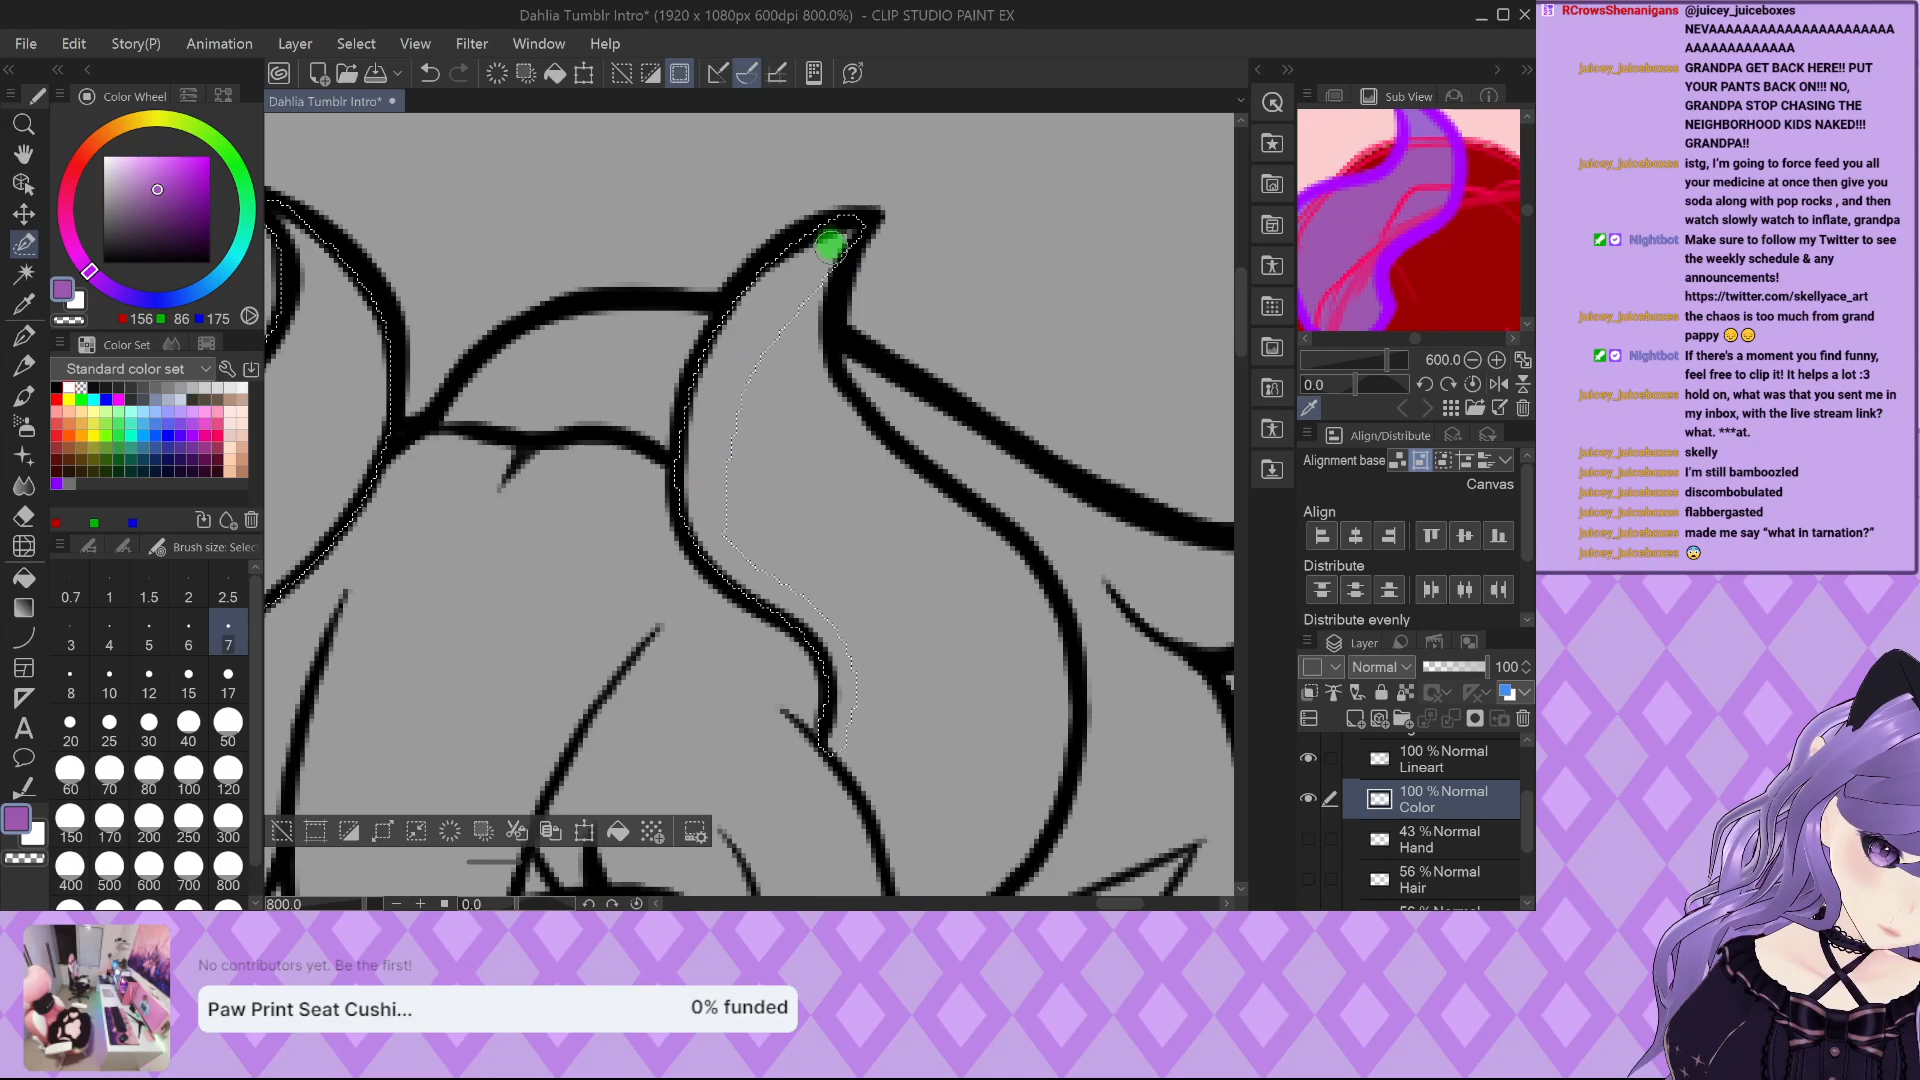 Dahlia Tumblr Intro* (1920 x 1080px 600dpi 800.0%) - CLIP STUDIO PAINT EX
File Edit Story(P) Animation Layer Select View Filter Window Help
Color Wheel
Dahlia Tumblr Intro*
Sub View
156 86 175
Color Set
Standard color set
Brush size: Selec
0.7 1 1.5 2 2.5
3 4 5 6 7
8 10 12 15 17
20 25 30 40 50
60 70 80 100 120
150 170 200 250 300
400 500 600 700 800
800.0
0.0
600.0
0.0
Align/Distribute
Alignment base
Canvas
Align
Distribute
Distribute evenly
Layer
Normal
100
100 % Normal
Lineart
100 % Normal
Color
43 % Normal
Hand
56 % Normal
Hair
RCrowsShenanigans @juicey_juiceboxes
NEVAAAAAAAAAAAAAAAAAAAAAA
AAAAAAAAAAAAA
juicey_juiceboxes GRANDPA GET BACK HERE!! PUT
YOUR PANTS BACK ON!!! NO,
GRANDPA STOP CHASING THE
NEIGHBORHOOD KIDS NAKED!!!
GRANDPA!!
juicey_juiceboxes istg, I'm going to force feed you all
your medicine at once then give you
soda along with pop rocks , and then
watch slowly watch to inflate, grandpa
Nightbot Make sure to follow my Twitter to see
the weekly schedule & any
announcements!
https://twitter.com/skellyace_art
juicey_juiceboxes the chaos is too much from grand
pappy 😔😔
Nightbot If there's a moment you find funny,
feel free to clip it! It helps a lot :3
juicey_juiceboxes hold on, what was that you sent me in
my inbox, with the live stream link?
what. ***at.
juicey_juiceboxes skelly
juicey_juiceboxes I'm still bamboozled
juicey_juiceboxes discombobulated
juicey_juiceboxes flabbergasted
juicey_juiceboxes made me say “what in tarnation?”
juicey_juiceboxes 😨
No contributors yet. Be the first!
Paw Print Seat Cushi... 0% funded